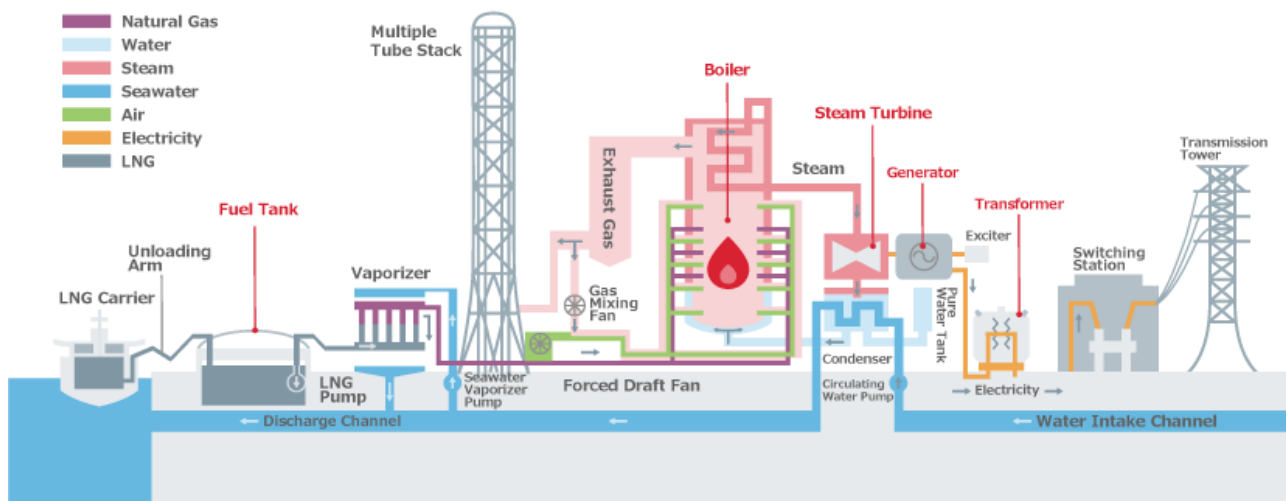 Natural Gas
Water
Steam
Seawater
Air
Electricity
LNG
Multiple
Tube Stack
Boiler
Steam Turbine
Steam
Generator
Transmission
Tower
Transformer
Exciter
Switching
Station
Fuel Tank
Unloading
Arm
LNG Carrier
Vaporizer
Exhaust Gas
Gas
Mixing
Fan
Pure
Water Tank
LNG
Pump
Seawater
Vaporizer
Pump
Forced Draft Fan
Condenser
Circulating
Water Pump
Electricity
Discharge Channel
Water Intake Channel